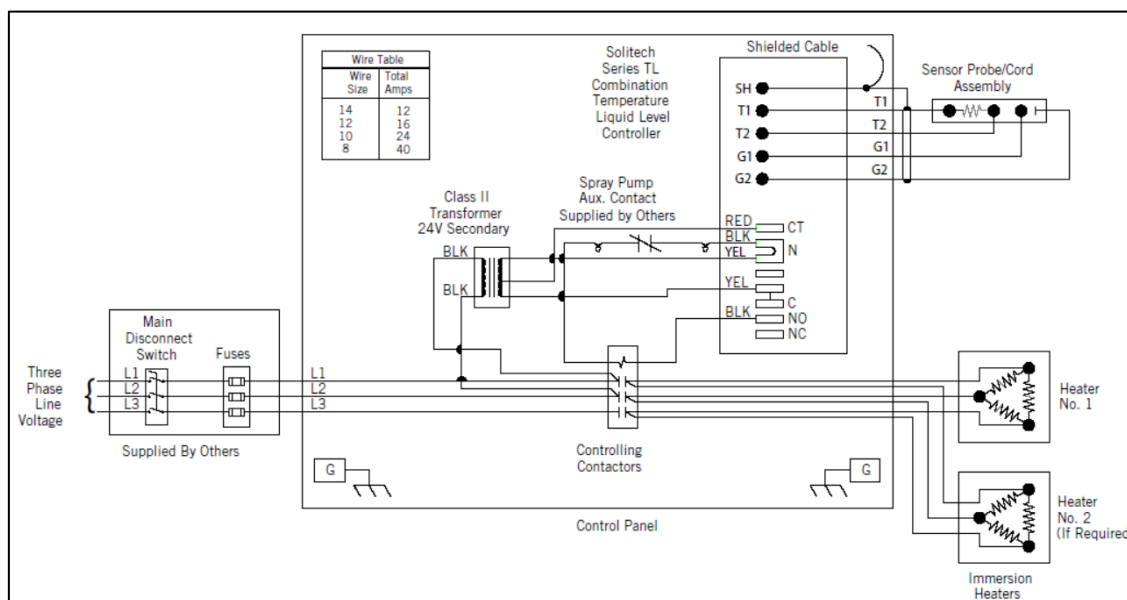 Wire Table
Wire Size
Total Amps
14 12
12 16
10 24
8 40
Solitech
Series TL
Combination
Temperature
Liquid Level
Controller
Shielded Cable
SH
T1
T2
G1
G2
T1
T2
G1
G2
Sensor Probe/Cord
Assembly
Class II
Transformer
24V Secondary
Spray Pump
Aux. Contact
Supplied by Others
RED
BLK
YEL
YEL
BLK
CT
N
C
NO
NC
BLK
BLK
Main
Disconnect
Switch
Fuses
Three
Phase
Line
Voltage
L1
L2
L3
L1
L2
L3
Supplied By Others
G
G
Controlling
Contactors
Control Panel
Heater
No. 1
Heater
No. 2
(If Required
Immersion
Heaters